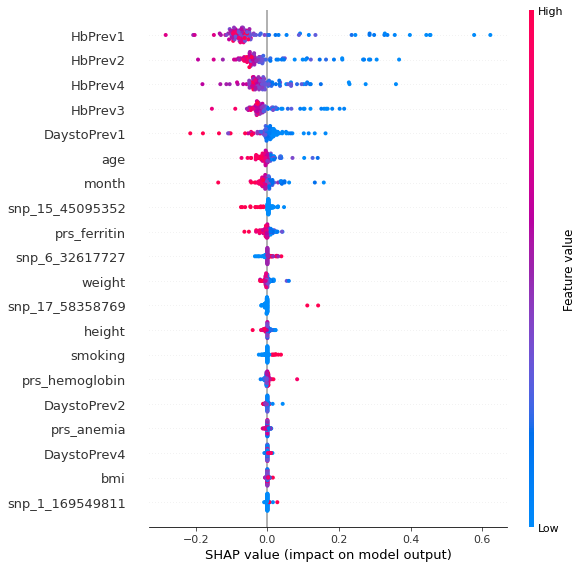 High
HbPrev1
HbPrev2
HbPrev4
HbPrev3
DaystoPrev1
age
month
snp_15_45095352
prs_ferritin
snp_6_32617727
weight
snp_17_58358769
height
smoking
prs_hemoglobin
DaystoPrev2
prs_anemia
DaystoPrev4
bmi
snp_1_169549811
Feature value
Low
−0.2 0.0 0.2 0.4 0.6
SHAP value (impact on model output)